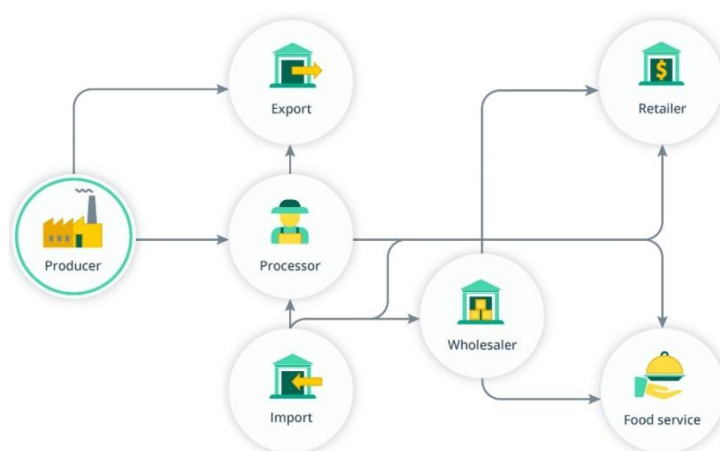 Export
Retailer
$
Producer
Processor
Wholesaler
Import
Food service